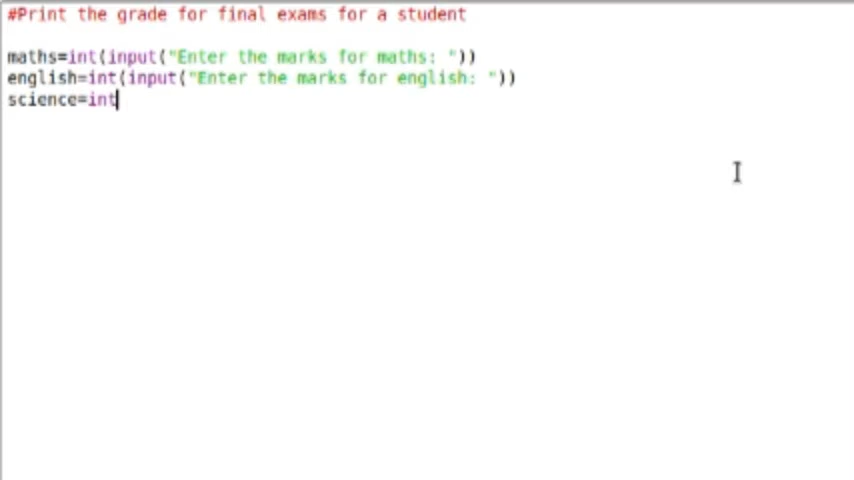 #Print the grade for final exams for a student
maths=int(input("Enter the marks for maths: "))
english=int(input("Enter the marks for english: "))
science=int